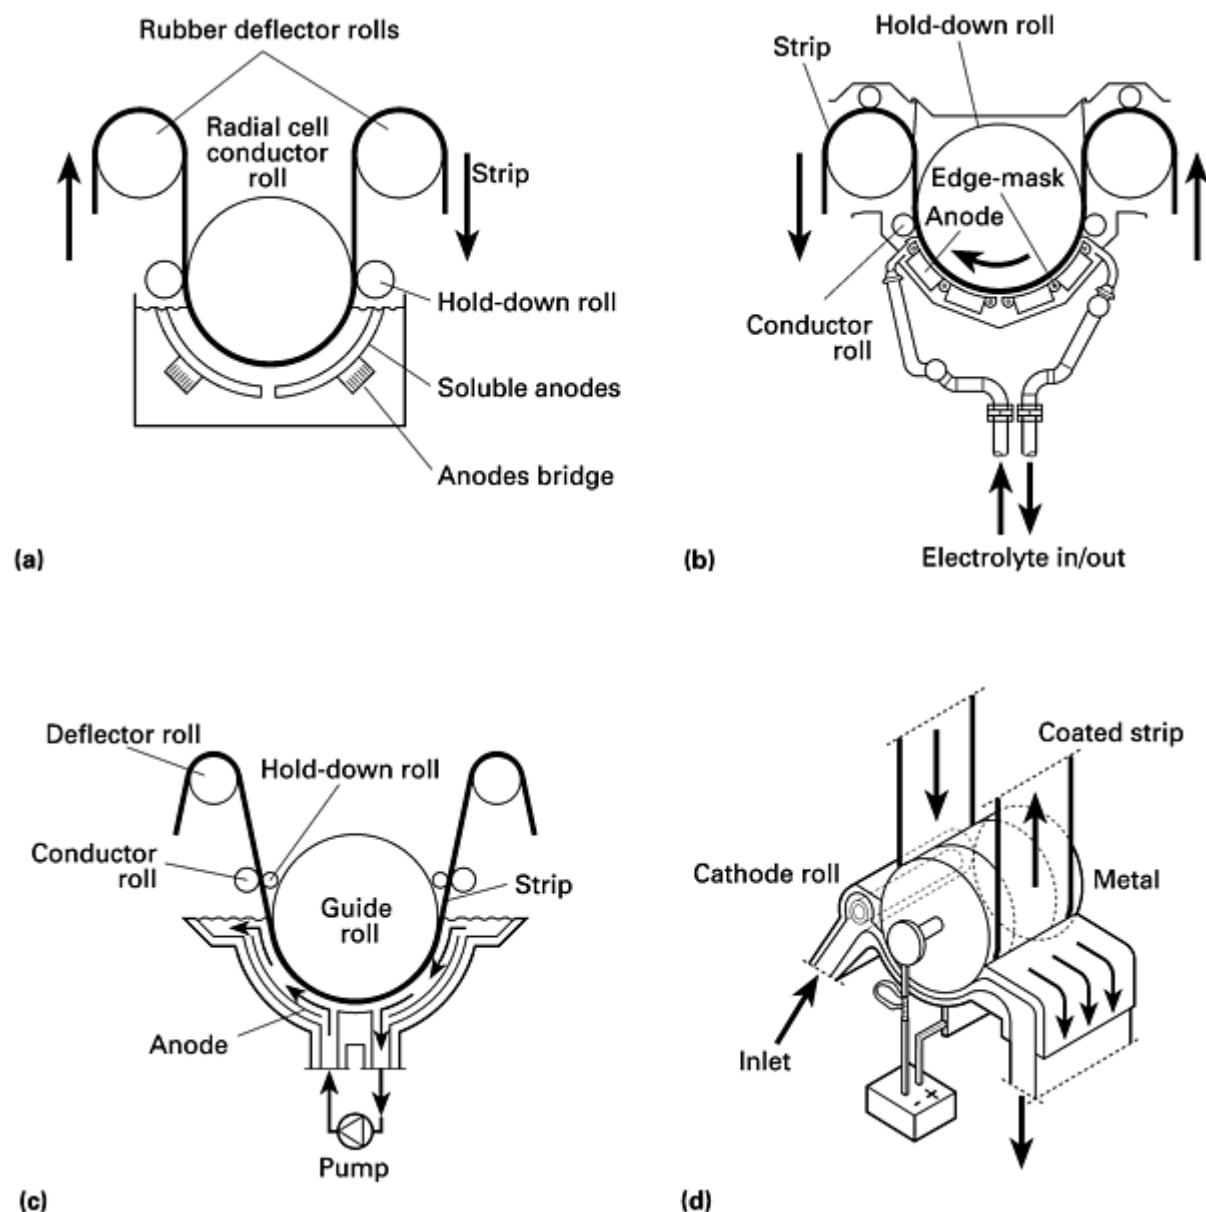 Rubber deflector rolls
Radial cell
conductor
roll
Strip
Hold-down roll
Soluble anodes
Anodes bridge
(a)
Hold-down roll
Strip
Edge-mask
Anode
Conductor
roll
Electrolyte in/out
(b)
Deflector roll
Hold-down roll
Conductor
roll
Strip
Guide
roll
Anode
Pump
(c)
Coated strip
Cathode roll
Metal
Inlet
- +
(d)